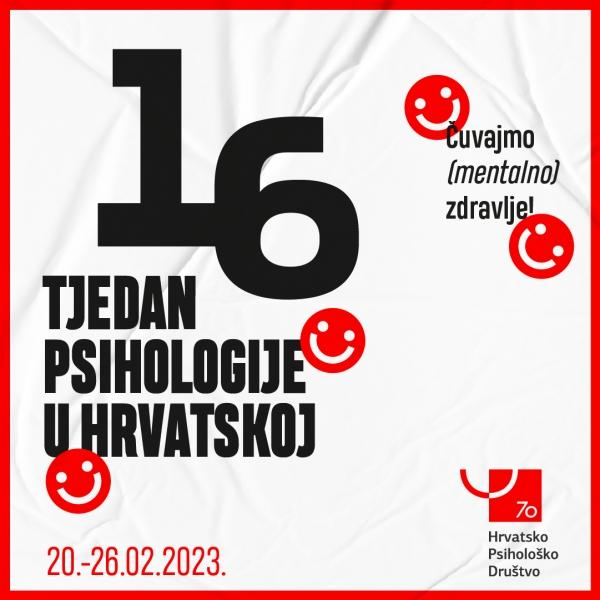 16
TJEDAN
PSIHOLOGIJE
U HRVATSKOJ
Čuvajmo
(mentalno)
zdravlje!
20.-26.02.2023.
70
Hrvatsko
Psihološko
Društvo